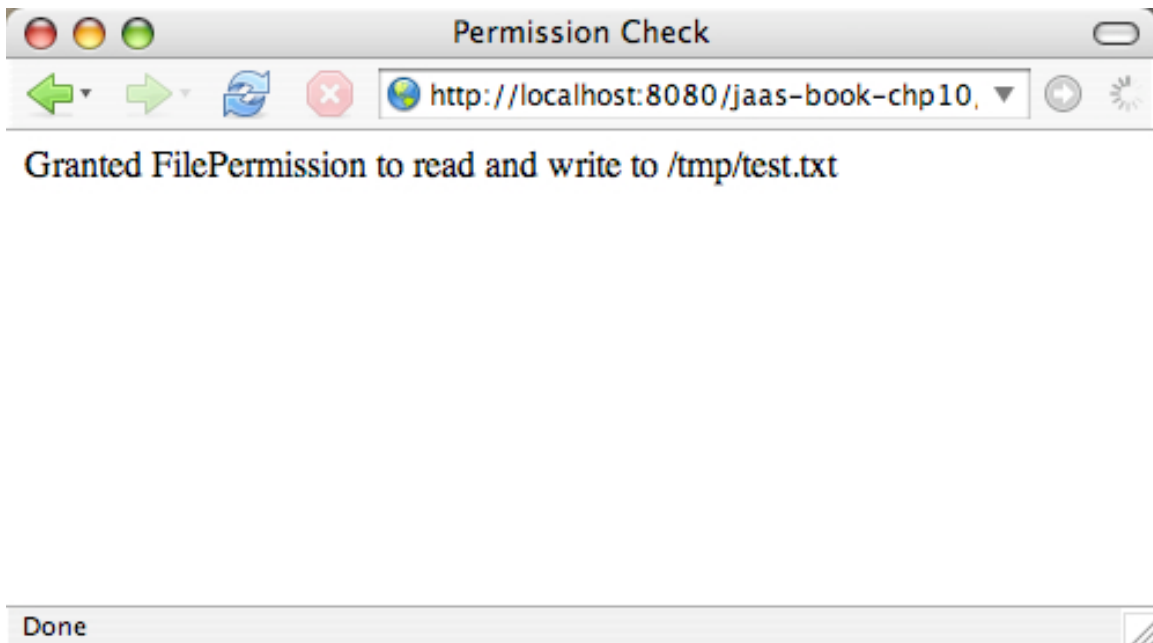 Permission Check
http://localhost:8080/jaas-book-chp10,
Granted FilePermission to read and write to /tmp/test.txt
Done